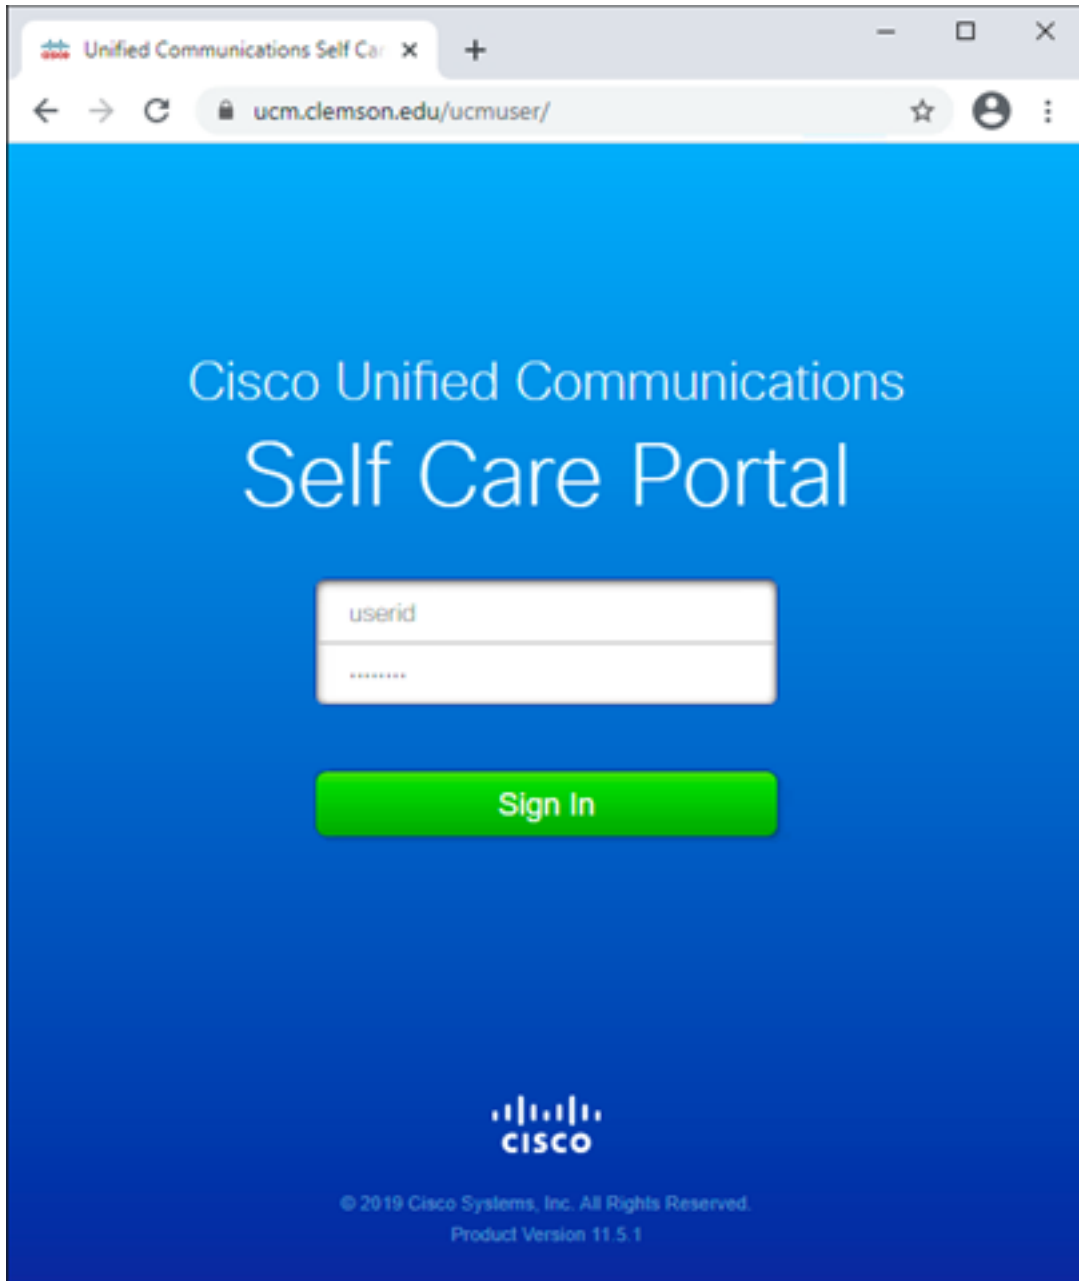 Unified Communications Self Car
ucm.clemson.edu/ucmuser/
Cisco Unified Communications
Self Care Portal
userid
········
Sign In
CISCO
© 2019 Cisco Systems, Inc. All Rights Reserved.
Product Version 11.5.1